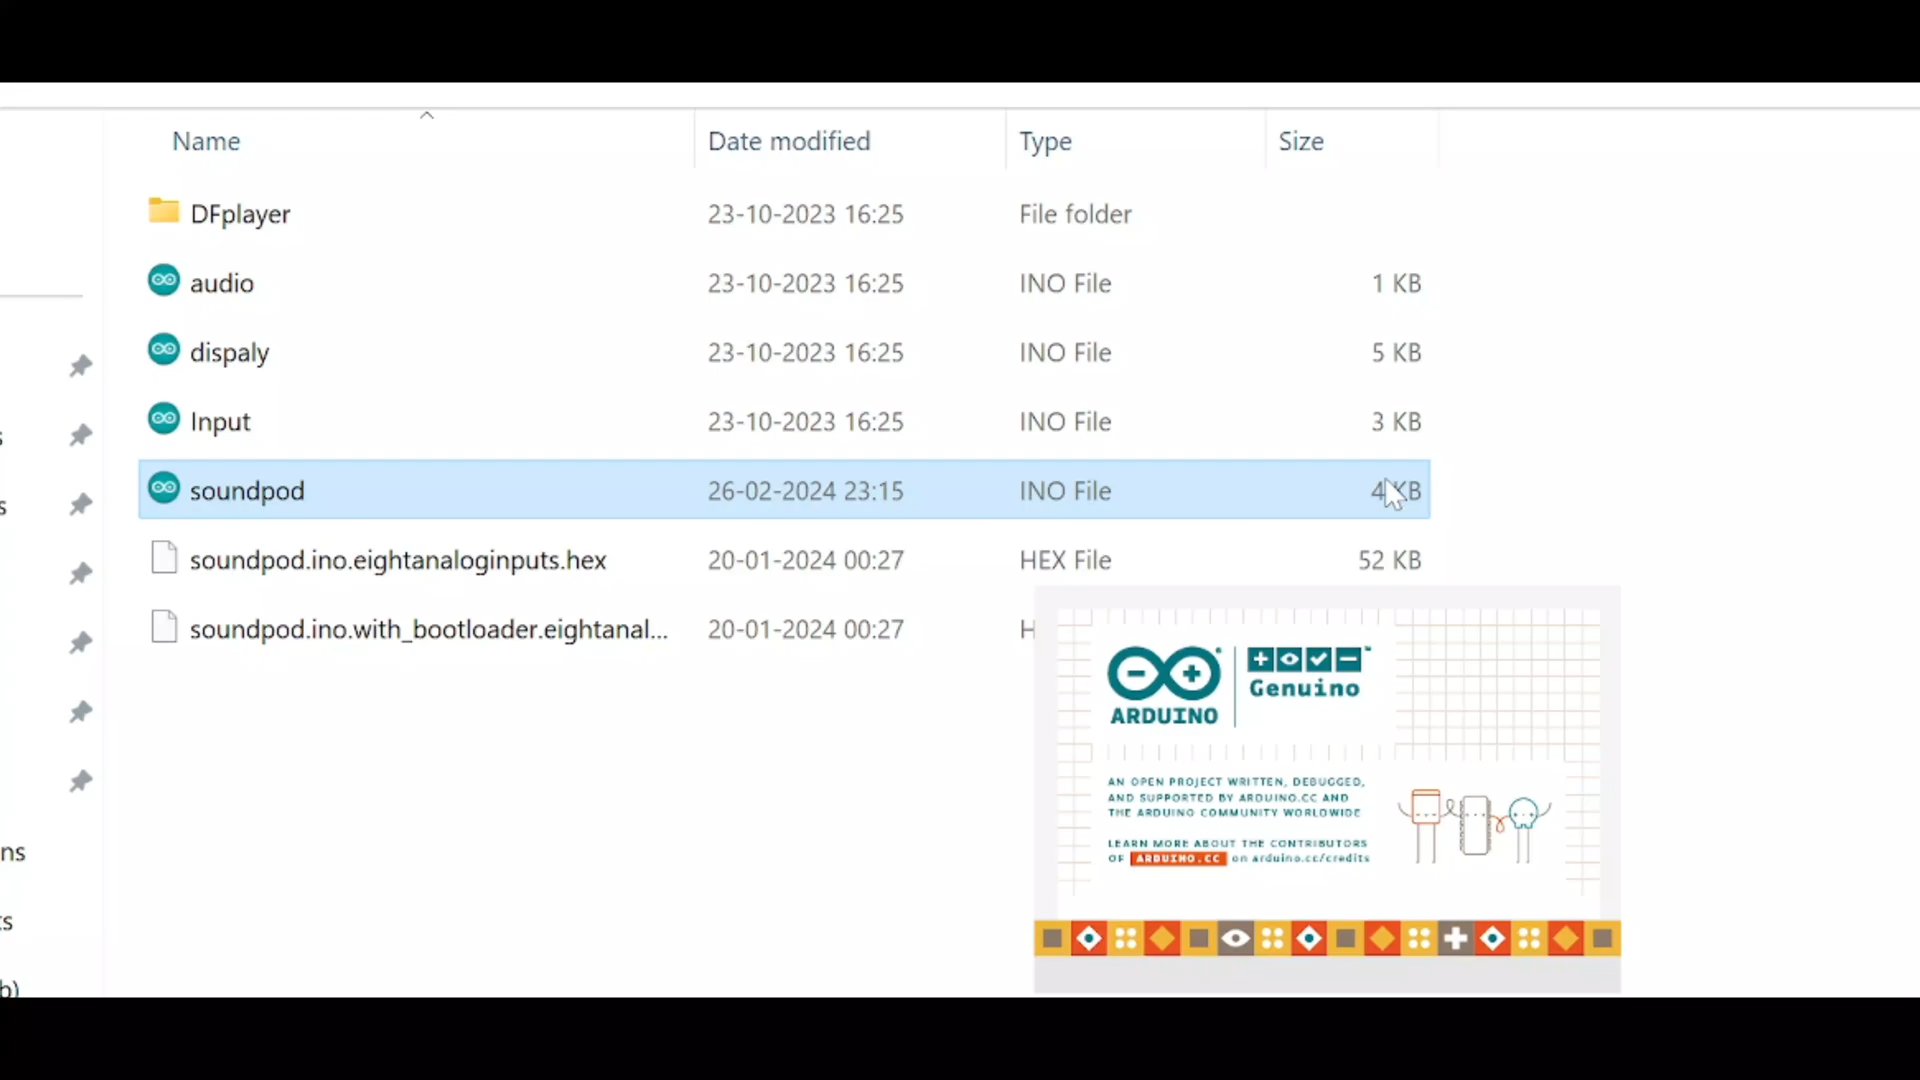 Name Date modified Type Size
DFplayer 23-10-2023 16:25 File folder
audio 23-10-2023 16:25 INO File 1 KB
dispaly 23-10-2023 16:25 INO File 5 KB
Input 23-10-2023 16:25 INO File 3 KB
soundpod 26-02-2024 23:15 INO File 4 KB
soundpod.ino.eightanaloginputs.hex 20-01-2024 00:27 HEX File 52 KB
soundpod.ino.with_bootloader.eightanal... 20-01-2024 00:27 H
s
s
ns
ts
b)
ARDUINO
Genuino
AN OPEN PROJECT WRITTEN, DEBUGGED,
AND SUPPORTED BY ARDUINO.CC AND
THE ARDUINO COMMUNITY WORLDWIDE
LEARN MORE ABOUT THE CONTRIBUTORS
OF ARDUINO.CC on arduino.cc/credits